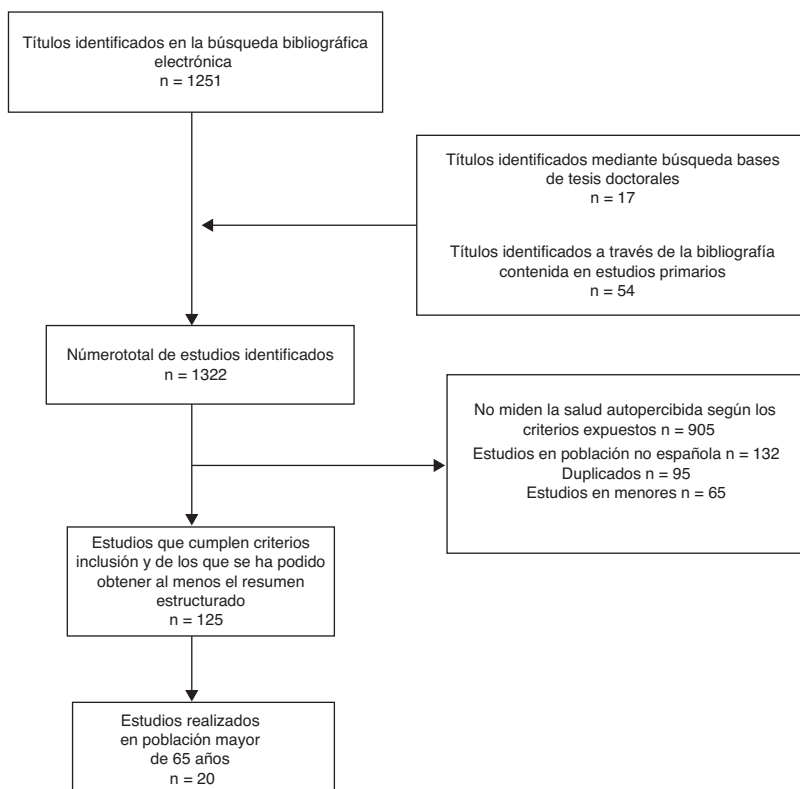 Títulos identificados en la búsqueda bibliográfica
electrónica
n = 1251
Títulos identificados mediante búsqueda bases
de tesis doctorales
n = 17
Títulos identificados a través de la bibliografía
contenida en estudios primarios
n = 54
Númerototal de estudios identificados
n = 1322
No miden la salud autopercibida según los
criterios expuestos n = 905
Estudios en población no española n = 132
Duplicados n = 95
Estudios en menores n = 65
Estudios que cumplen criterios
inclusión y de los que se ha podido
obtener al menos el resumen
estructurado
n = 125
Estudios realizados
en población mayor
de 65 años
n = 20